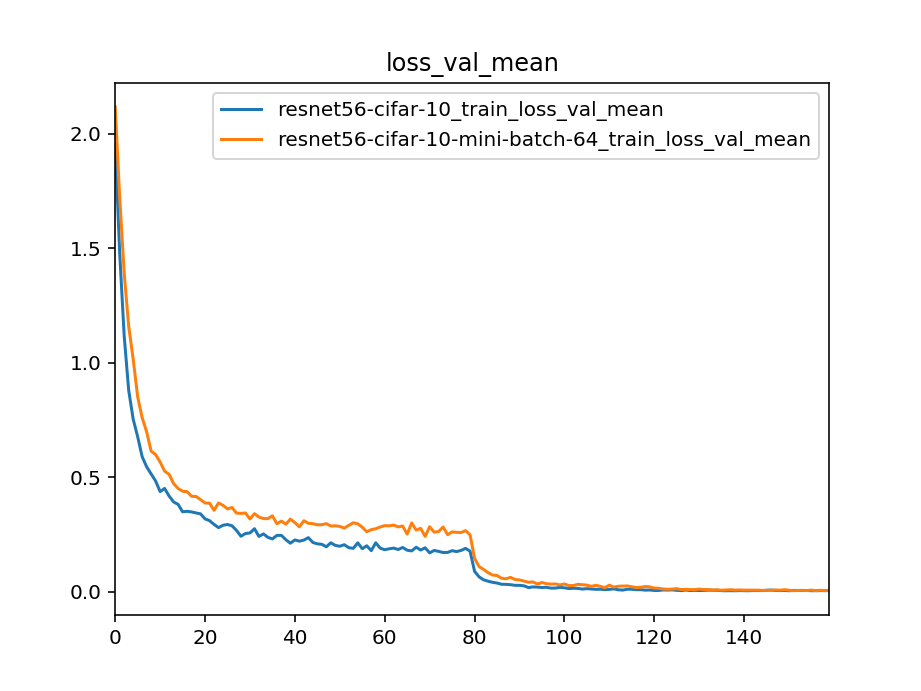 loss_val_mean
resnet56-cifar-10_train_loss_val_mean
resnet56-cifar-10-mini-batch-64_train_loss_val_mean
2.0
1.5
1.0
0.5
0.0
0 20 40 60 80 100 120 140